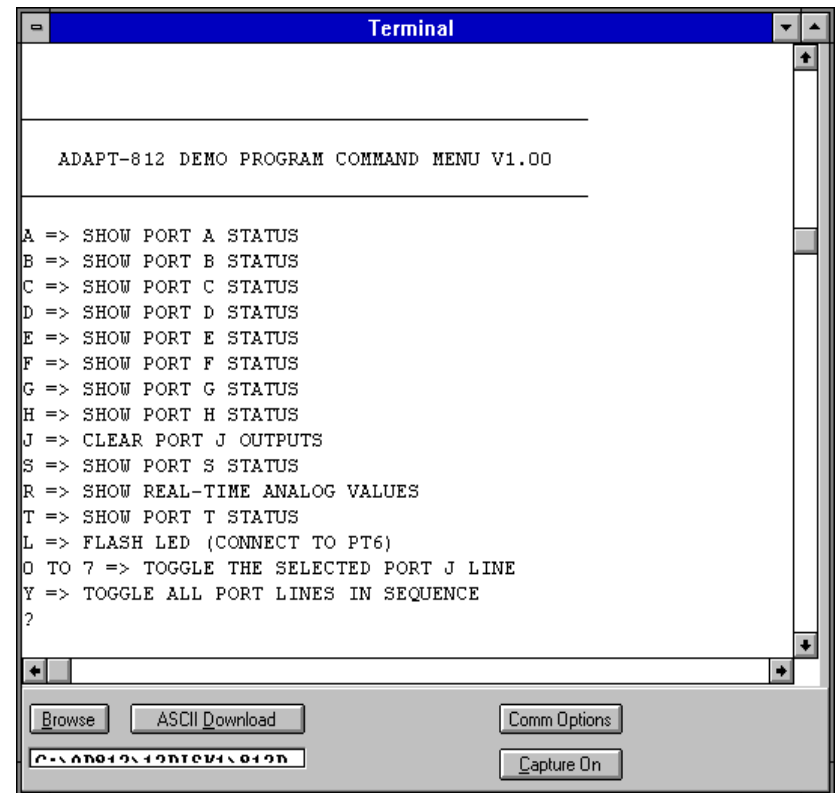 Terminal
ADAPT-812 DEMO PROGRAM COMMAND MENU V1.00
A => SHOW PORT A STATUS
B => SHOW PORT B STATUS
C => SHOW PORT C STATUS
D => SHOW PORT D STATUS
E => SHOW PORT E STATUS
F => SHOW PORT F STATUS
G => SHOW PORT G STATUS
H => SHOW PORT H STATUS
J => CLEAR PORT J OUTPUTS
S => SHOW PORT S STATUS
R => SHOW REAL-TIME ANALOG VALUES
T => SHOW PORT T STATUS
L => FLASH LED (CONNECT TO PT6)
0 TO 7 => TOGGLE THE SELECTED PORT J LINE
Y => TOGGLE ALL PORT LINES IN SEQUENCE
?
Browse ASCII Download Comm Options
Capture On